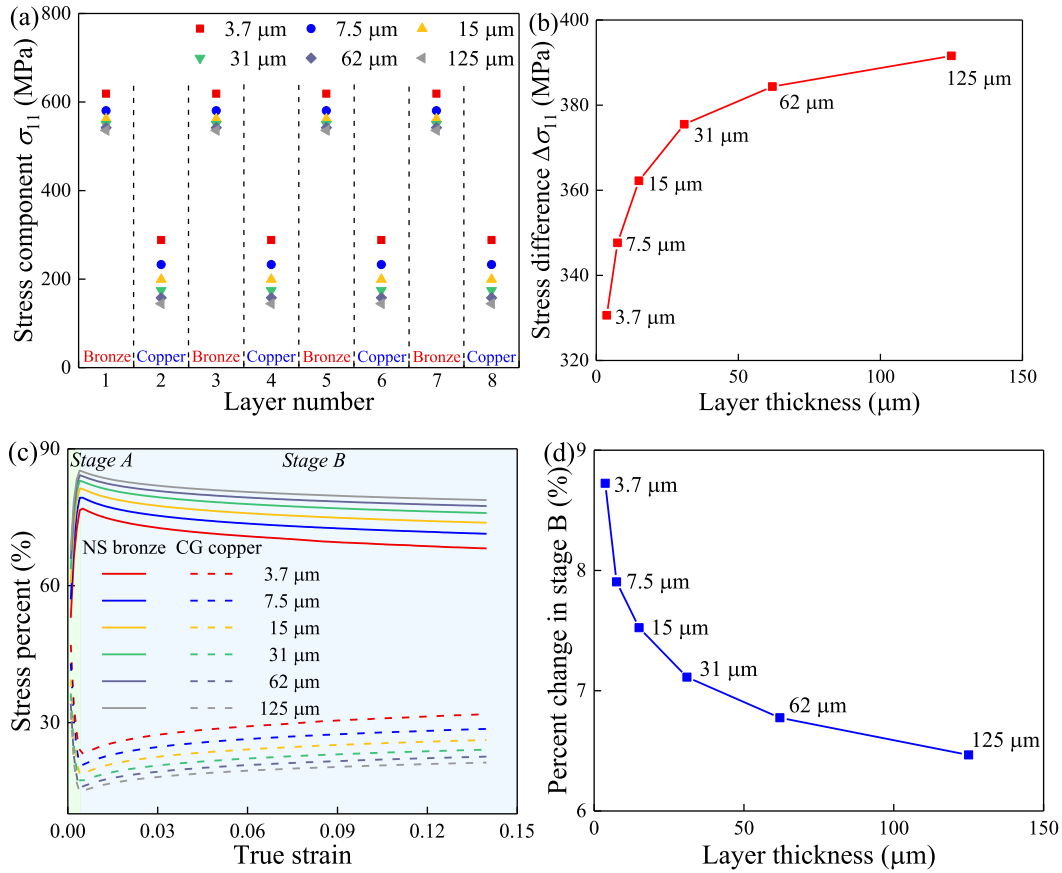 (a)
800
600
400
200
0
Stress component σ11 (MPa)
3.7 μm 7.5 μm 15 μm
31 μm 62 μm 125 μm
Bronze Copper Bronze Copper Bronze Copper Bronze Copper
1 2 3 4 5 6 7 8
Layer number
(b)
400
380
360
340
320
Stress difference Δσ11 (MPa)
125 μm
62 μm
31 μm
15 μm
7.5 μm
3.7 μm
0 50 100 150
Layer thickness (μm)
(c)
90
60
30
Stress percent (%)
Stage A Stage B
NS bronze CG copper
3.7 μm
7.5 μm
15 μm
31 μm
62 μm
125 μm
0.00 0.03 0.06 0.09 0.12 0.15
True strain
(d)
9
8
7
6
Percent change in stage B (%)
3.7 μm
7.5 μm
15 μm
31 μm
62 μm
125 μm
0 50 100 150
Layer thickness (μm)